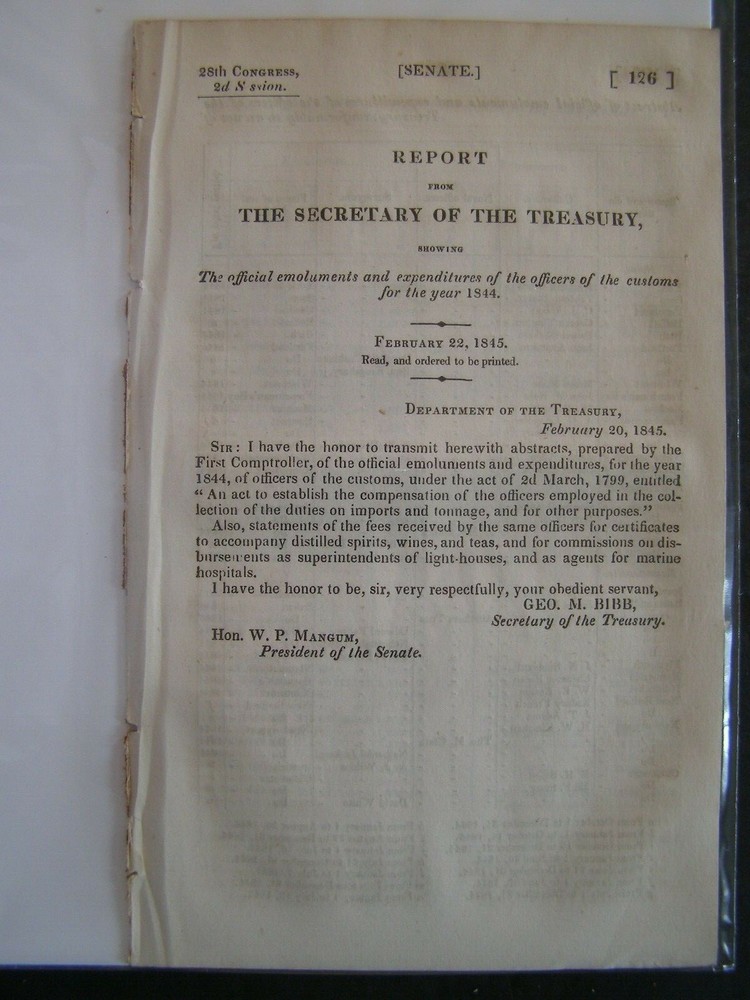 28th Congress,
2d S ssion.
[SENATE.]
[ 126 ]
REPORT
FROM
THE SECRETARY OF THE TREASURY,
SHOWING
The official emoluments and expenditures of the officers of the customs
for the year 1844.
February 22, 1845.
Read, and ordered to be printed.
Department of the Treasury,
February 20, 1845.
Sir: I have the honor to transmit herewith abstracts, prepared by the
First Comptroller, of the official emoluments and expenditures, for the year
1844, of officers of the customs, under the act of 2d March, 1799, entitled
“ An act to establish the compensation of the officers employed in the col-
lection of the duties on imports and tonnage, and for other purposes.”
Also, statements of the fees received by the same officers for certificates
to accompany distilled spirits, wines, and teas, and for commissions on dis-
bursements as superintendents of light-houses, and as agents for marine
hospitals.
I have the honor to be, sir, very respectfully, your obedient servant,
GEO. M. BIBB,
Secretary of the Treasury.
Hon. W. P. Mangum,
President of the Senate.